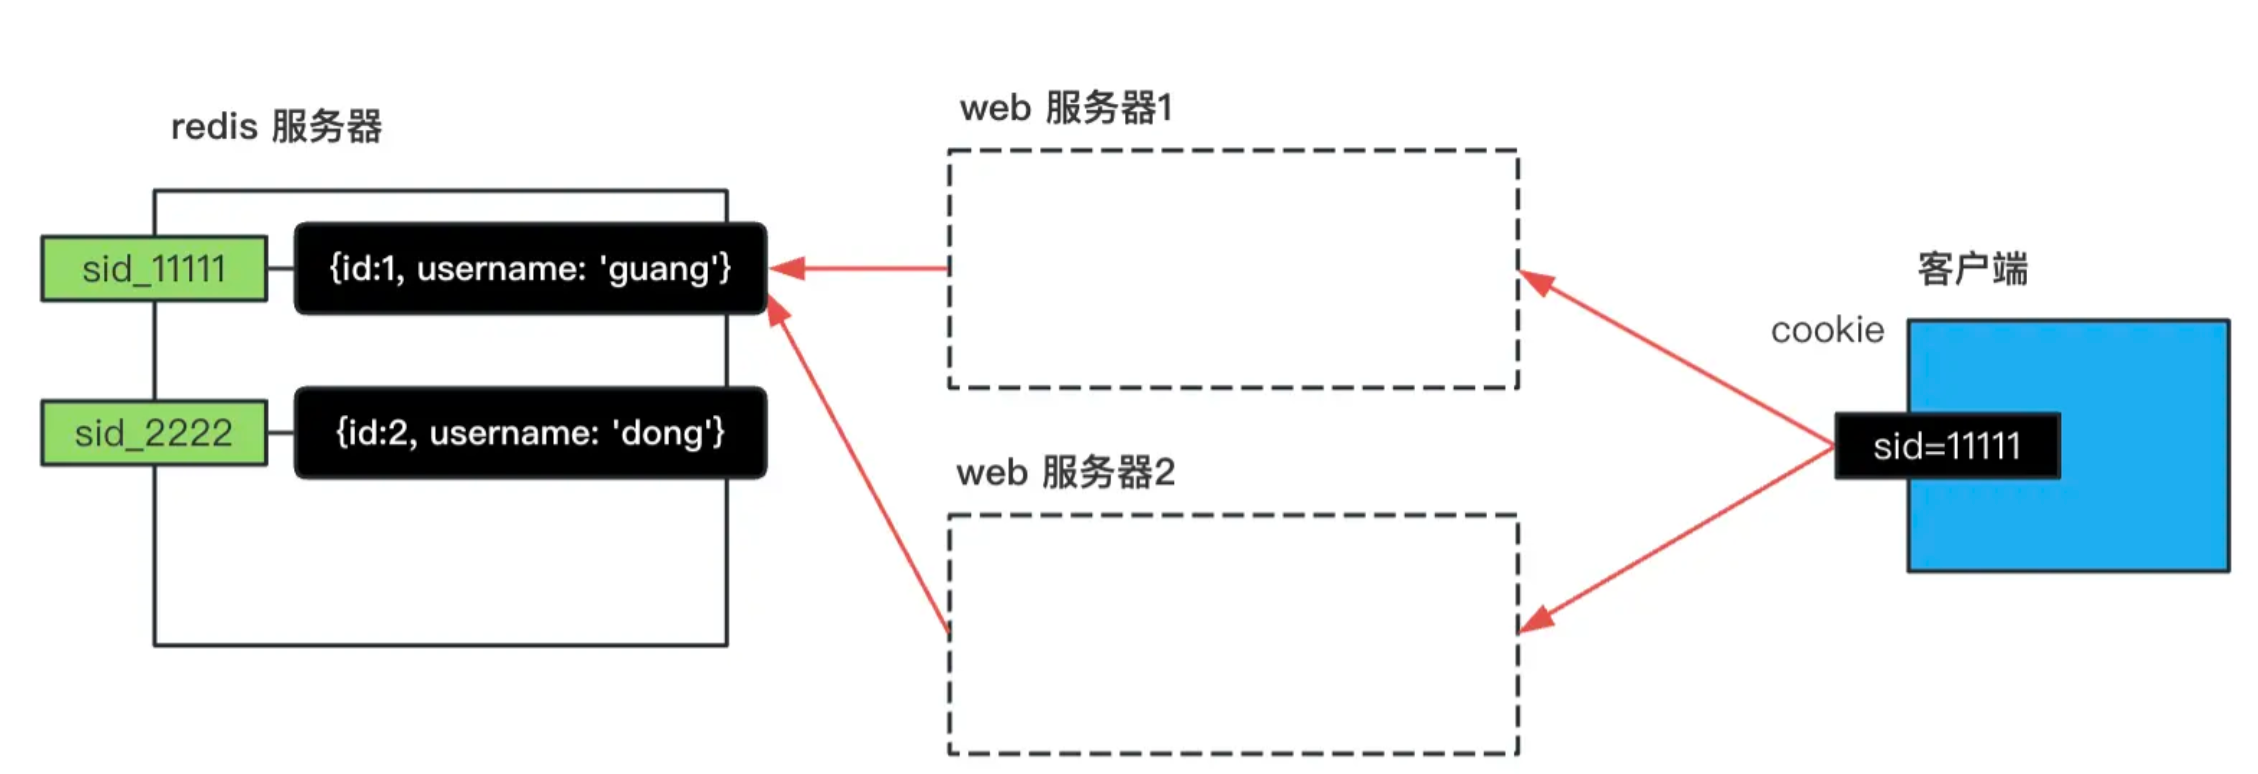 redis 服务器
sid_11111
{id:1, username: 'guang'}
sid_2222
{id:2, username: 'dong'}
web 服务器1
web 服务器2
客户端
cookie
sid=11111